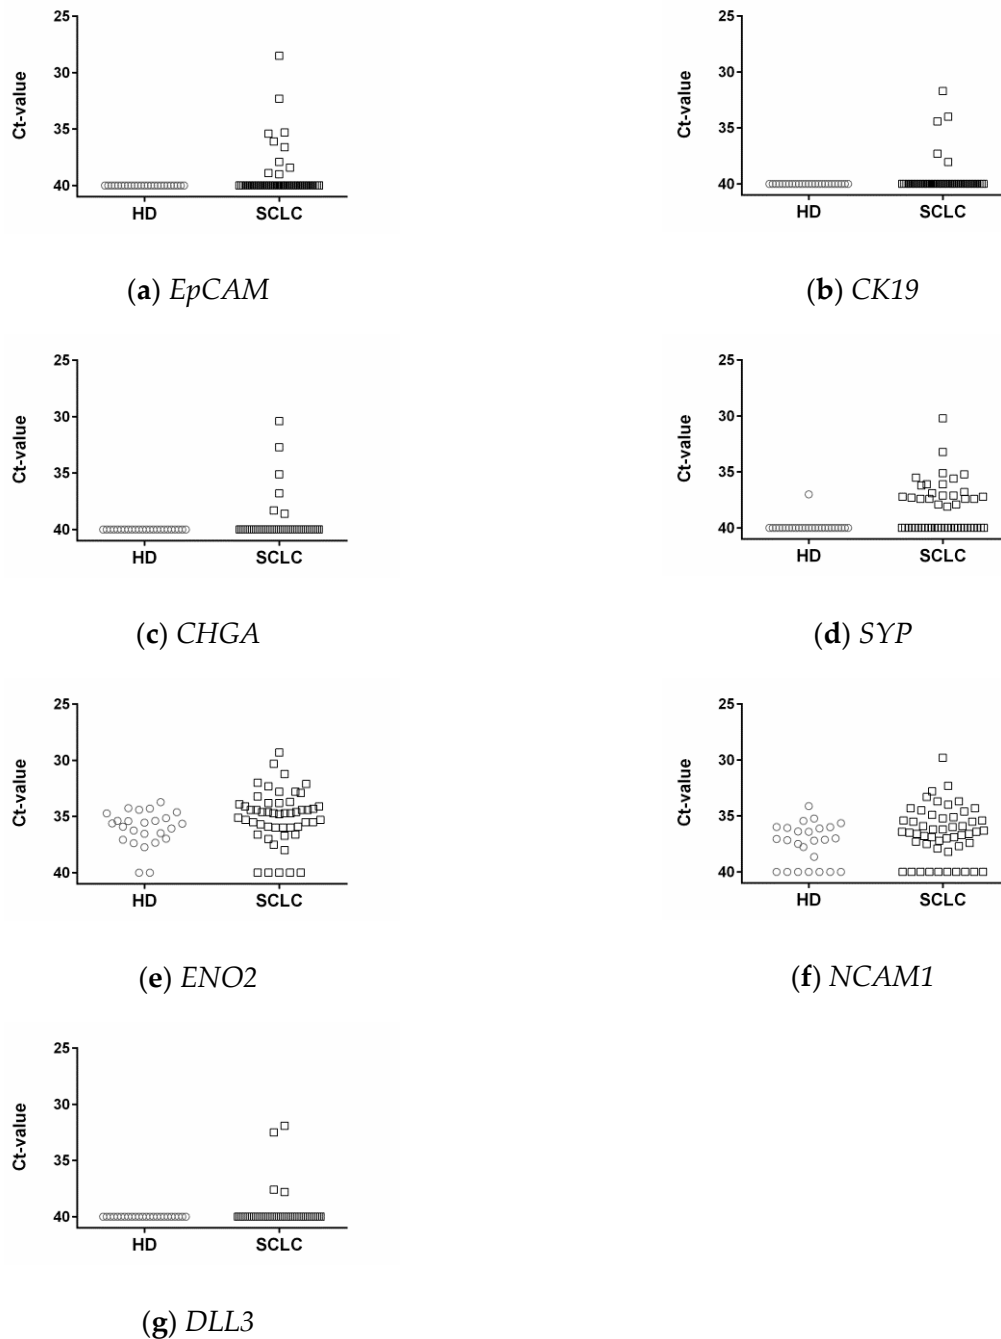 25
30
35
40
Ct-value
HD SCLC
(a) EpCAM
25
30
35
40
Ct-value
HD SCLC
(b) CK19
25
30
35
40
Ct-value
HD SCLC
(c) CHGA
25
30
35
40
Ct-value
HD SCLC
(d) SYP
25
30
35
40
Ct-value
HD SCLC
(e) ENO2
25
30
35
40
Ct-value
HD SCLC
(f) NCAM1
25
30
35
40
Ct-value
HD SCLC
(g) DLL3